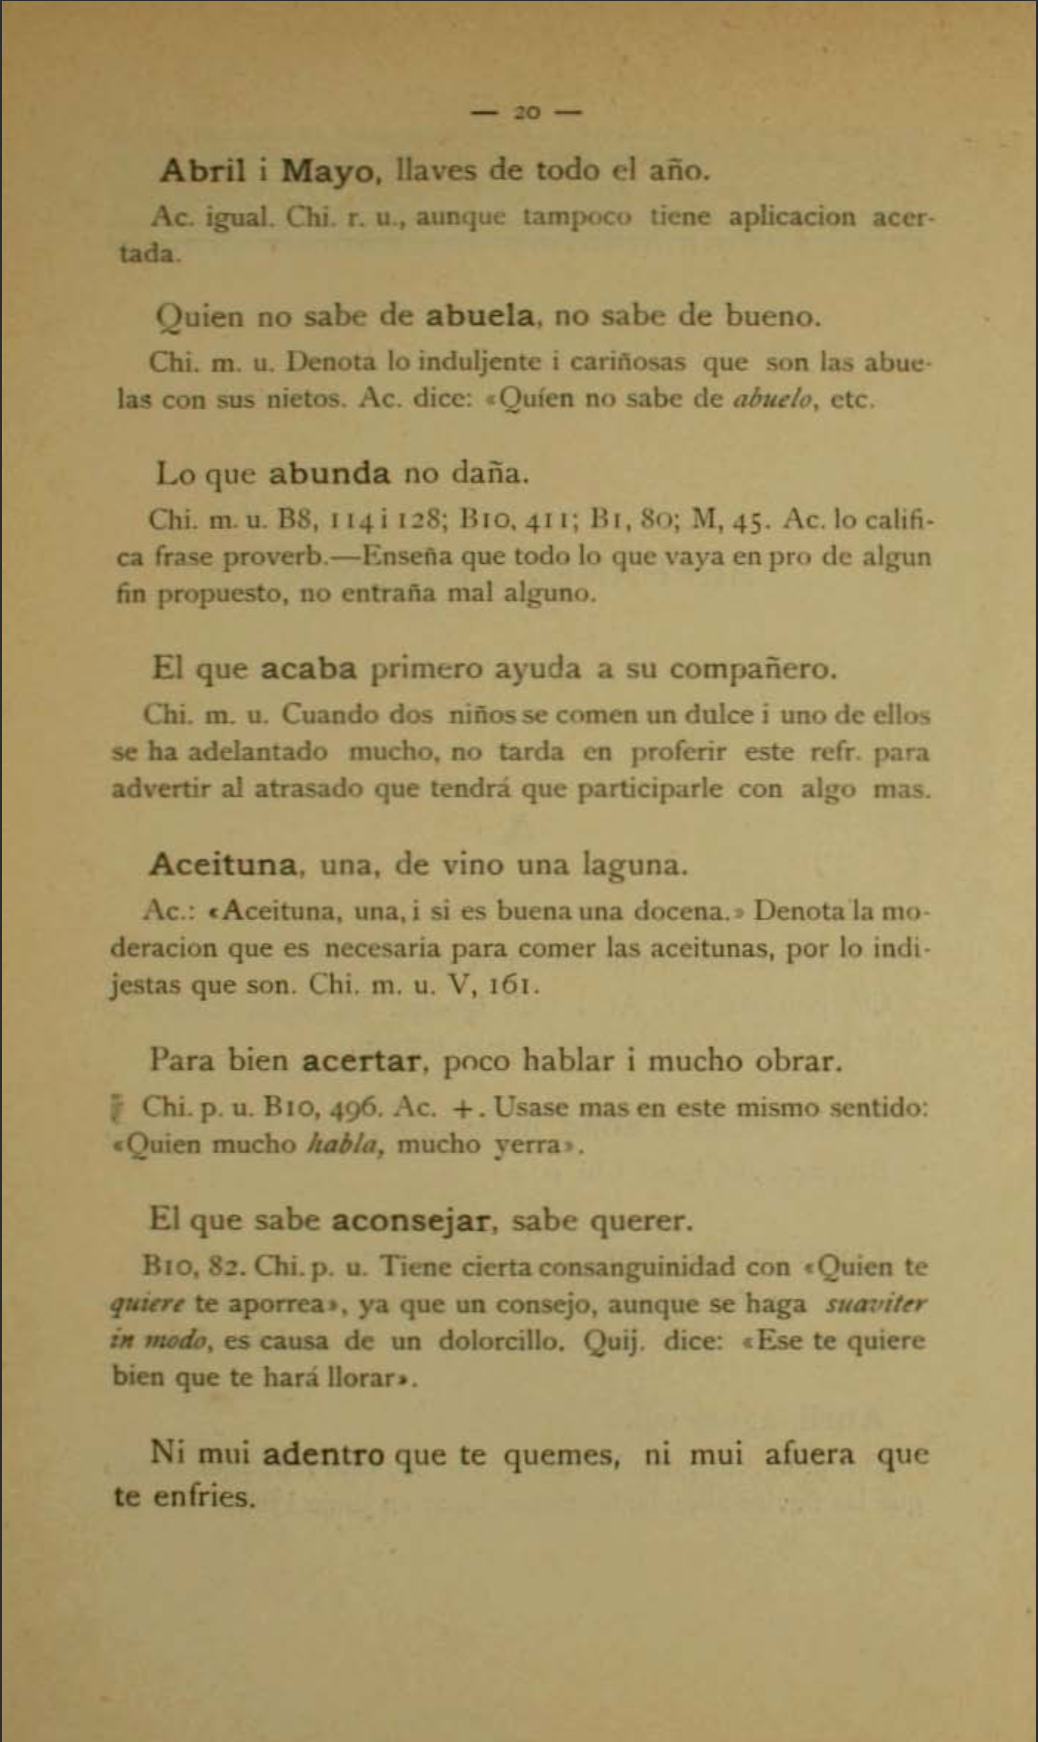 — 20 —
Abril i Mayo, llaves de todo el año.
Ac. igual. Chi. r. u., aunque tampoco tiene aplicacion acer-
tada.
Quien no sabe de abuela, no sabe de bueno.
Chi. m. u. Denota lo induljente i cariñosas que son las abue-
las con sus nietos. Ac. dice: «Quíen no sabe de abuelo, etc.
Lo que abunda no daña.
Chi. m. u. B8, 114 i 128; B10, 411; B1, 80; M, 45. Ac. lo califi-
ca frase proverb.—Enseña que todo lo que vaya en pro de algun
fin propuesto, no entraña mal alguno.
El que acaba primero ayuda a su compañero.
Chi. m. u. Cuando dos niños se comen un dulce i uno de ellos
se ha adelantado mucho, no tarda en proferir este refr. para
advertir al atrasado que tendrá que participarle con algo mas.
Aceituna, una, de vino una laguna.
Ac.: «Aceituna, una, i si es buena una docena.» Denota la mo-
deracion que es necesaria para comer las aceitunas, por lo indi-
jestas que son. Chi. m. u. V, 161.
Para bien acertar, poco hablar i mucho obrar.
Chi. p. u. B10, 496. Ac. +. Usase mas en este mismo sentido:
«Quien mucho habla, mucho yerra».
El que sabe aconsejar, sabe querer.
B10, 82. Chi. p. u. Tiene cierta consanguinidad con «Quien te
quiere te aporrea», ya que un consejo, aunque se haga suaviter
in modo, es causa de un dolorcillo. Quij. dice: «Ese te quiere
bien que te hará llorar».
Ni mui adentro que te quemes, ni mui afuera que
te enfries.